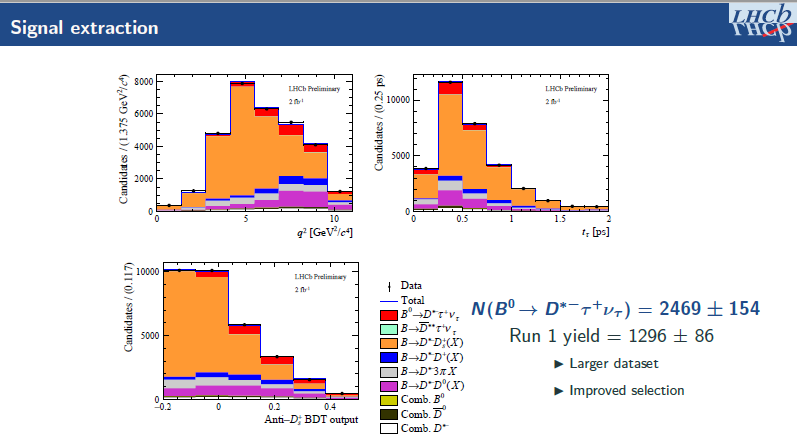 Signal extraction
LHCb
LHCb
Candidates / (1.375 GeV²/c⁴)
8000
6000
4000
2000
0
LHCb Preliminary
2 fb⁻¹
0
5
10
q² [GeV²/c⁴]
Candidates / (0.25 ps)
10000
5000
0
LHCb Preliminary
2 fb⁻¹
0
0.5
1
1.5
2
t_τ [ps]
Candidates / (0.117)
10000
5000
0
LHCb Preliminary
2 fb⁻¹
−0.2
0
0.2
0.4
Anti−D_s⁺ BDT output
Data
Total
B⁰→D*⁻τ⁺ν_τ
B→D̅**τ⁺ν_τ
B→D*⁻D_s⁺(X)
B→D*⁻D⁺(X)
B→D*⁻3πX
B→D*⁻D⁰(X)
Comb. B⁰
Comb. D̅⁰
Comb. D*⁻
N(B⁰ → D*⁻τ⁺ν_τ) = 2469 ± 154
Run 1 yield = 1296 ± 86
▶ Larger dataset
▶ Improved selection